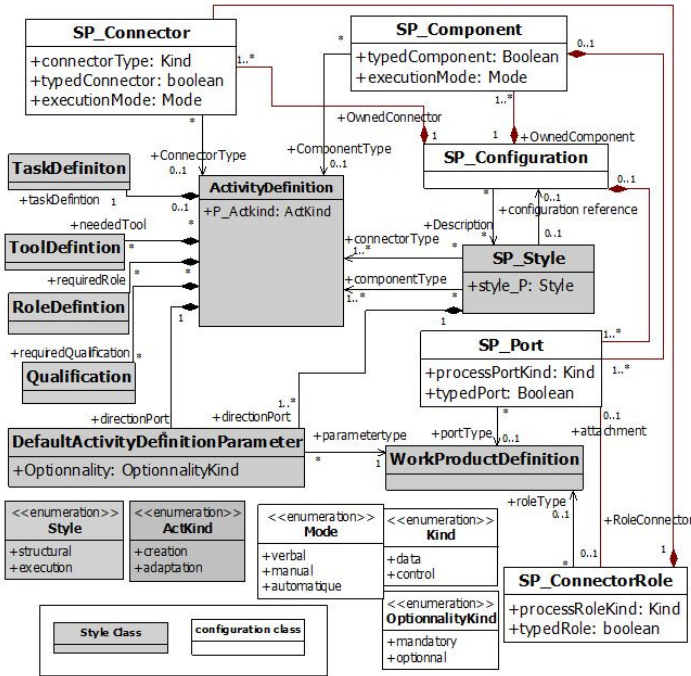 SP_Connector
+connectorType: Kind
+typedConnector: boolean
+executionMode: Mode
SP_Component
+typedComponent: Boolean
+executionMode: Mode
0..1
1..*
*
0..1
1..*
*
+OwnedConnector
1
1
+OwnedComponent
+ConnectorType
0..1
+ComponentType
0..1
SP_Configuration
0..1
TaskDefiniton
+taskDefintion
1
0..1
ActivityDefinition
+P_Actkind: ActKind
*
0..1
+configuration reference
+Description
*
0..1
+neededTool
*
ToolDefintion
*
*
+connectorType
*
1..*
SP_Style
+style_P: Style
+requiredRole
*
*
RoleDefintion
*
+componentType
*
1..*
1
1
+requiredQualification
*
Qualification
SP_Port
+processPortKind: Kind
+typedPort: Boolean
1..*
1..*
+directionPort
+directionPort
1..*
*
DefaultActivityDefinitionParameter
+Optionnality: OptionnalityKind
+parametertype
*
1
*
+portType
0..1
0..1
+attachment
WorkProductDefinition
+roleType
0..1
+RoleConnector
<<enumeration>>
Style
+structural
+execution
<<enumeration>>
ActKind
+creation
+adaptation
<<enumeration>>
Mode
+verbal
+manual
+automatique
<<enumeration>>
Kind
+data
+control
*
0..1
1
SP_ConnectorRole
+processRoleKind: Kind
+typedRole: boolean
<<enumeration>>
OptionnalityKind
+mandatory
+optionnal
Style Class
configuration class